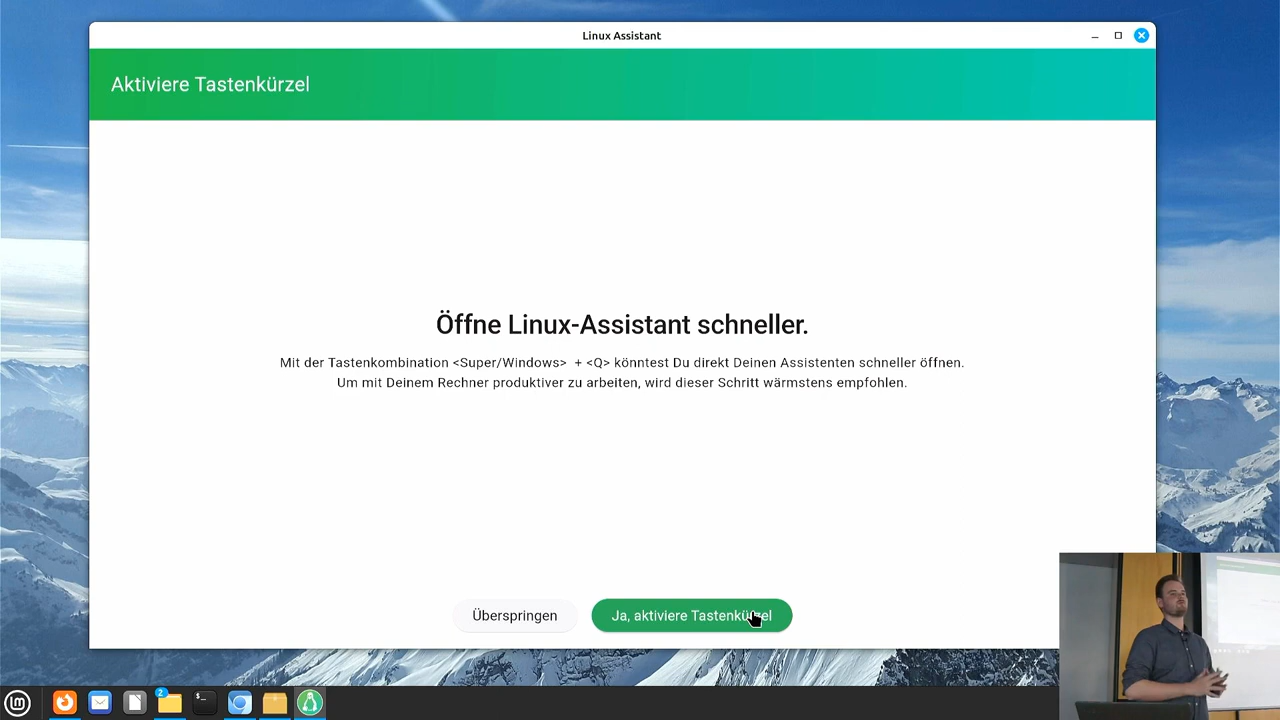 Linux Assistant
Aktiviere Tastenkürzel
Öffne Linux-Assistant schneller.
Mit der Tastenkombination <Super/Windows>  + <Q> könntest Du direkt Deinen Assistenten schneller öffnen.
Um mit Deinem Rechner produktiver zu arbeiten, wird dieser Schritt wärmstens empfohlen.
Überspringen
Ja, aktiviere Tastenkürzel
2
$_